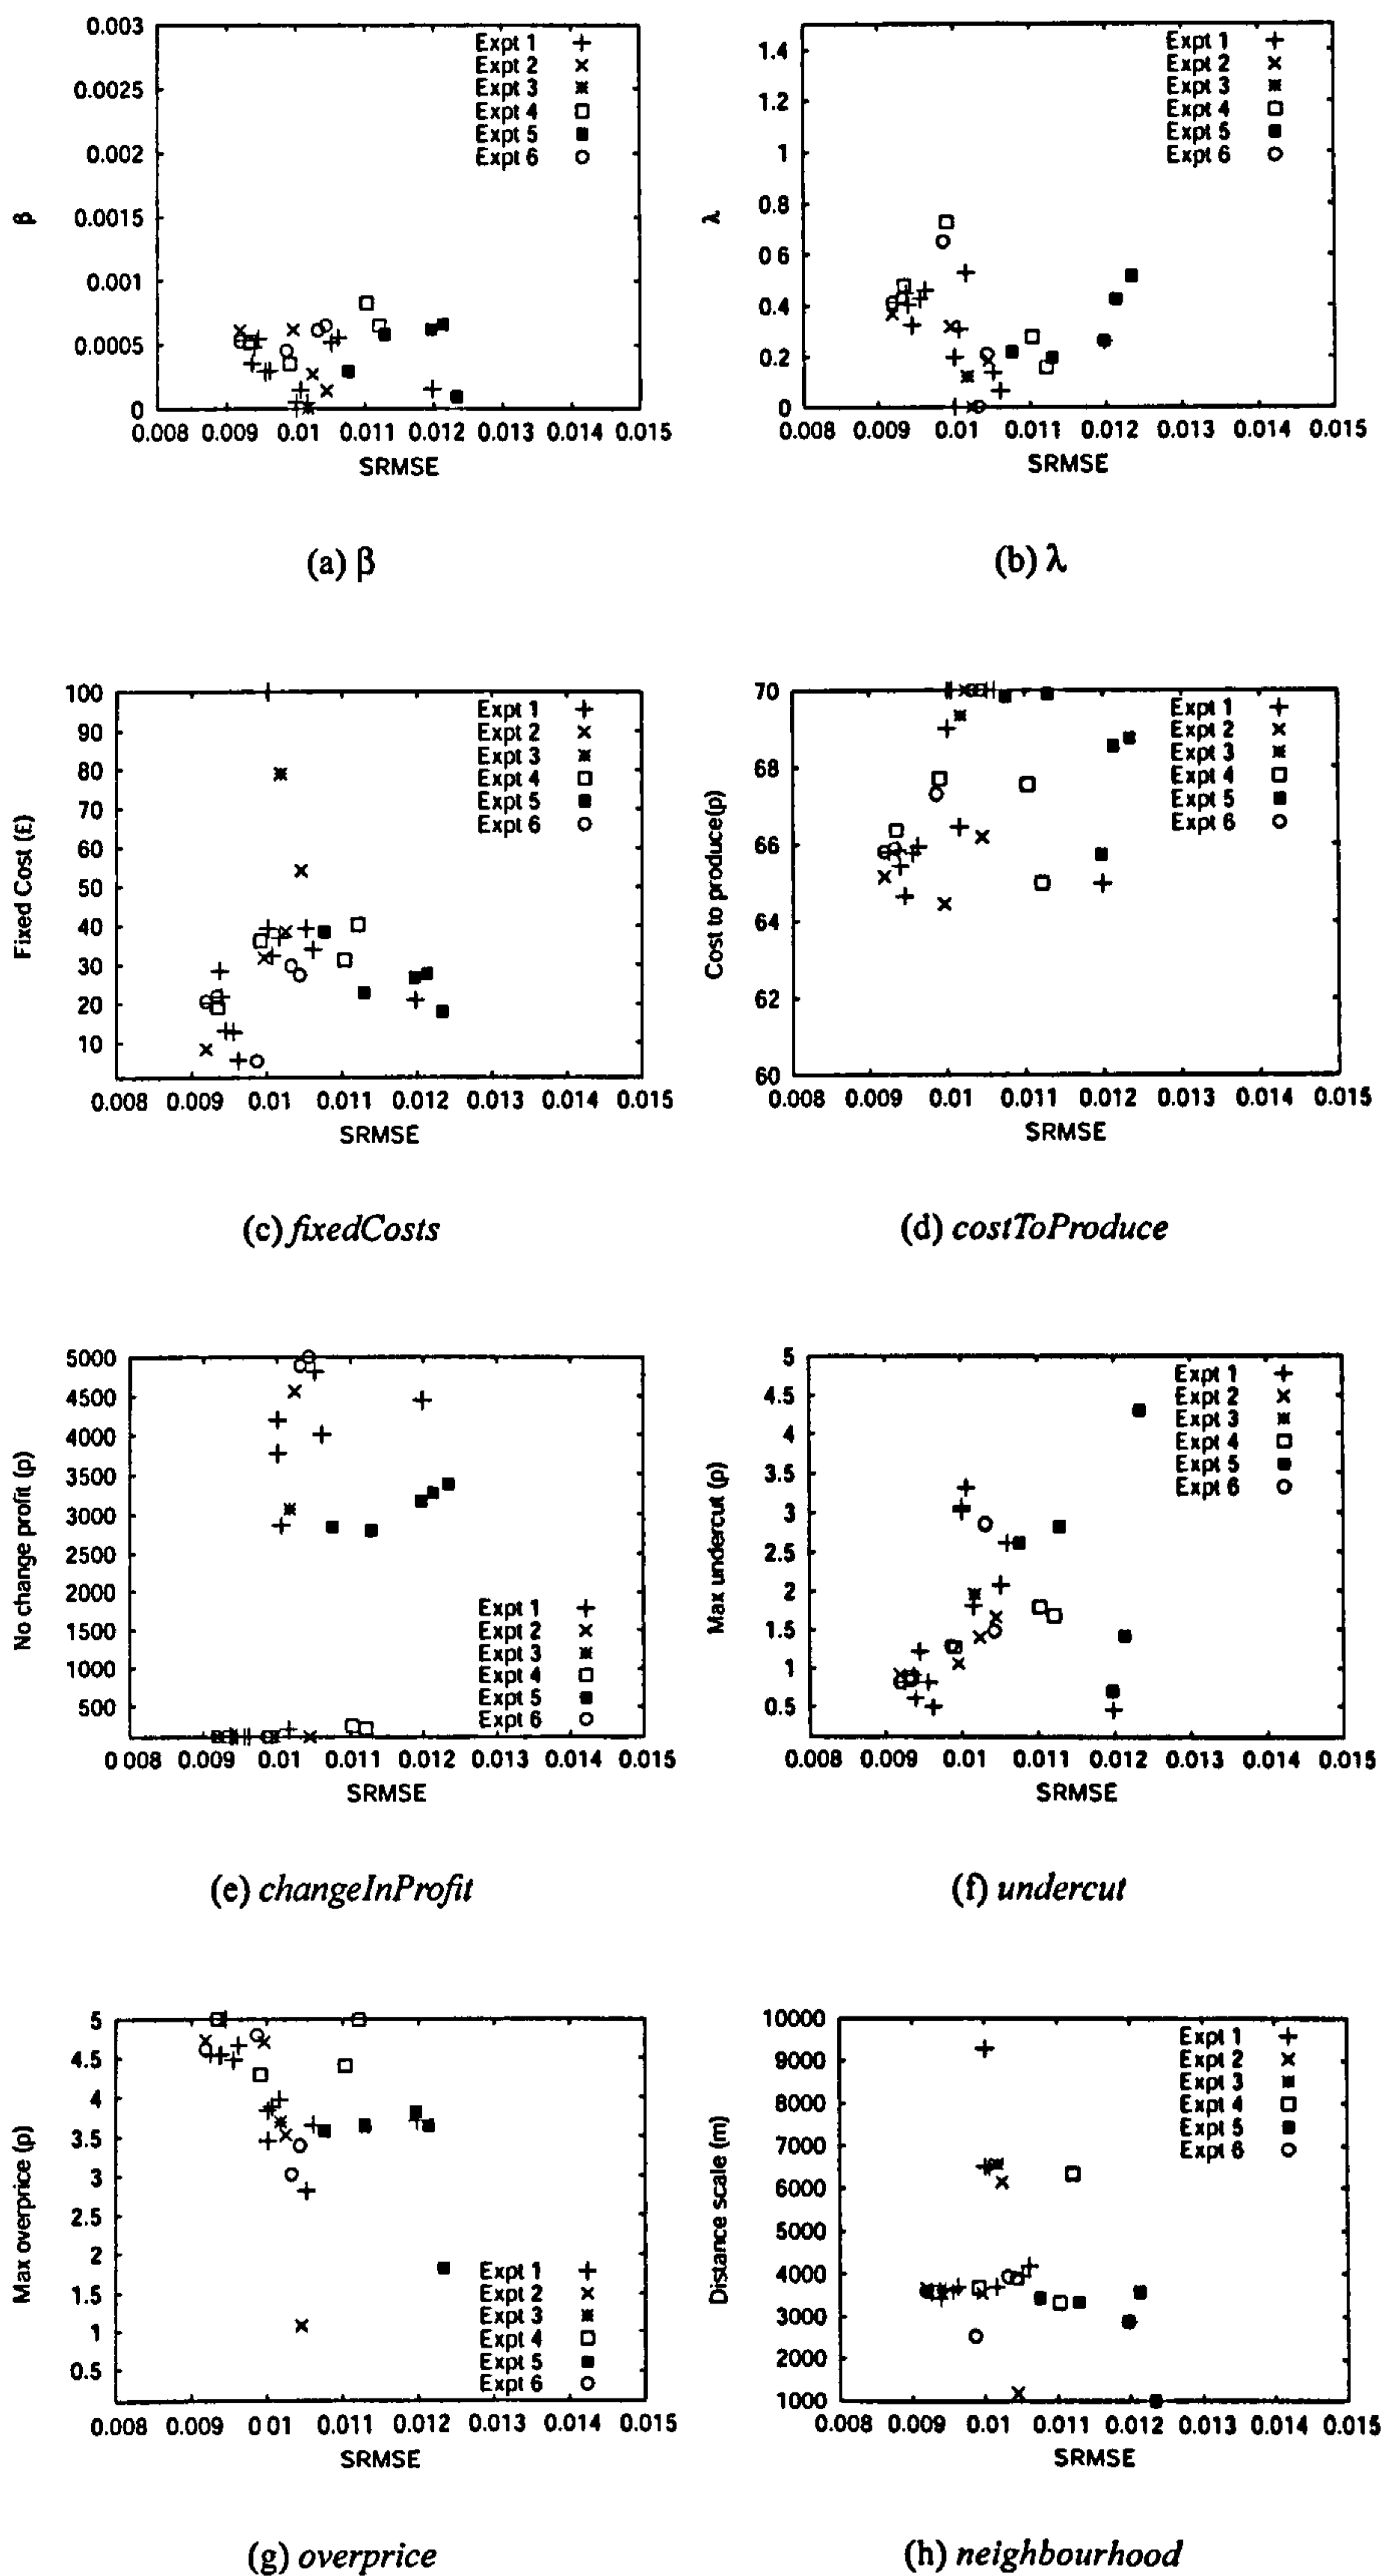 0.003
0.0025
0.002
0.0015
0.001
0.0005
0
β
Expt 1
Expt 2
Expt 3
Expt 4
Expt 5
Expt 6
0.008 0.009 0.01 0.011 0.012 0.013 0.014 0.015
SRMSE
(a) β
1.4
1.2
1
0.8
0 6
0.4
0.2
0
λ
Expt 1
Expt 2
Expt 3
Expt 4
Expt 5
Expt 6
0.008 0.009 0.01 0.011 0.012 0.013 0.014 0.015
SRMSE
(b) λ
100
90
80
70
60
50
40
30
20
10
Fixed Cost (£)
Expt 1
Expt 2
Expt 3
Expt 4
Expt 5
Expt 6
0.008 0.009 0.01 0.011 0.012 0.013 0.014 0.015
SRMSE
(c) fixedCosts
70
68
66
64
62
60
Cost to produce(p)
Expt 1
Expt 2
Expt 3
Expt 4
Expt 5
Expt 6
0.008 0.009 0.01 0.011 0.012 0.013 0.014 0.015
SRMSE
(d) costToProduce
5000
4500
4000
3500
3000
2500
2000
1500
1000
500
No change profit (p)
Expt 1
Expt 2
Expt 3
Expt 4
Expt 5
Expt 6
0 008 0.009 0.01 0.011 0.012 0.013 0.014 0.015
SRMSE
(e) changeInProfit
5
4.5
4
3.5
3
2.5
2
1.5
1
0.5
Max undercut (p)
Expt 1
Expt 2
Expt 3
Expt 4
Expt 5
Expt 6
0.008 0.009 0.01 0.011 0.012 0.013 0.014 0.015
SRMSE
(f) undercut
5
4.5
4
3.5
3
2.5
2
1.5
1
0.5
Max overprice (p)
Expt 1
Expt 2
Expt 3
Expt 4
Expt 5
Expt 6
0.008 0.009 0 01 0.011 0.012 0.013 0.014 0.015
SRMSE
(g) overprice
10000
9000
8000
7000
6000
5000
4000
3000
2000
1000
Distance scale (m)
Expt 1
Expt 2
Expt 3
Expt 4
Expt 5
Expt 6
0.008 0.009 0.01 0.011 0.012 0.013 0.014 0.015
SRMSE
(h) neighbourhood